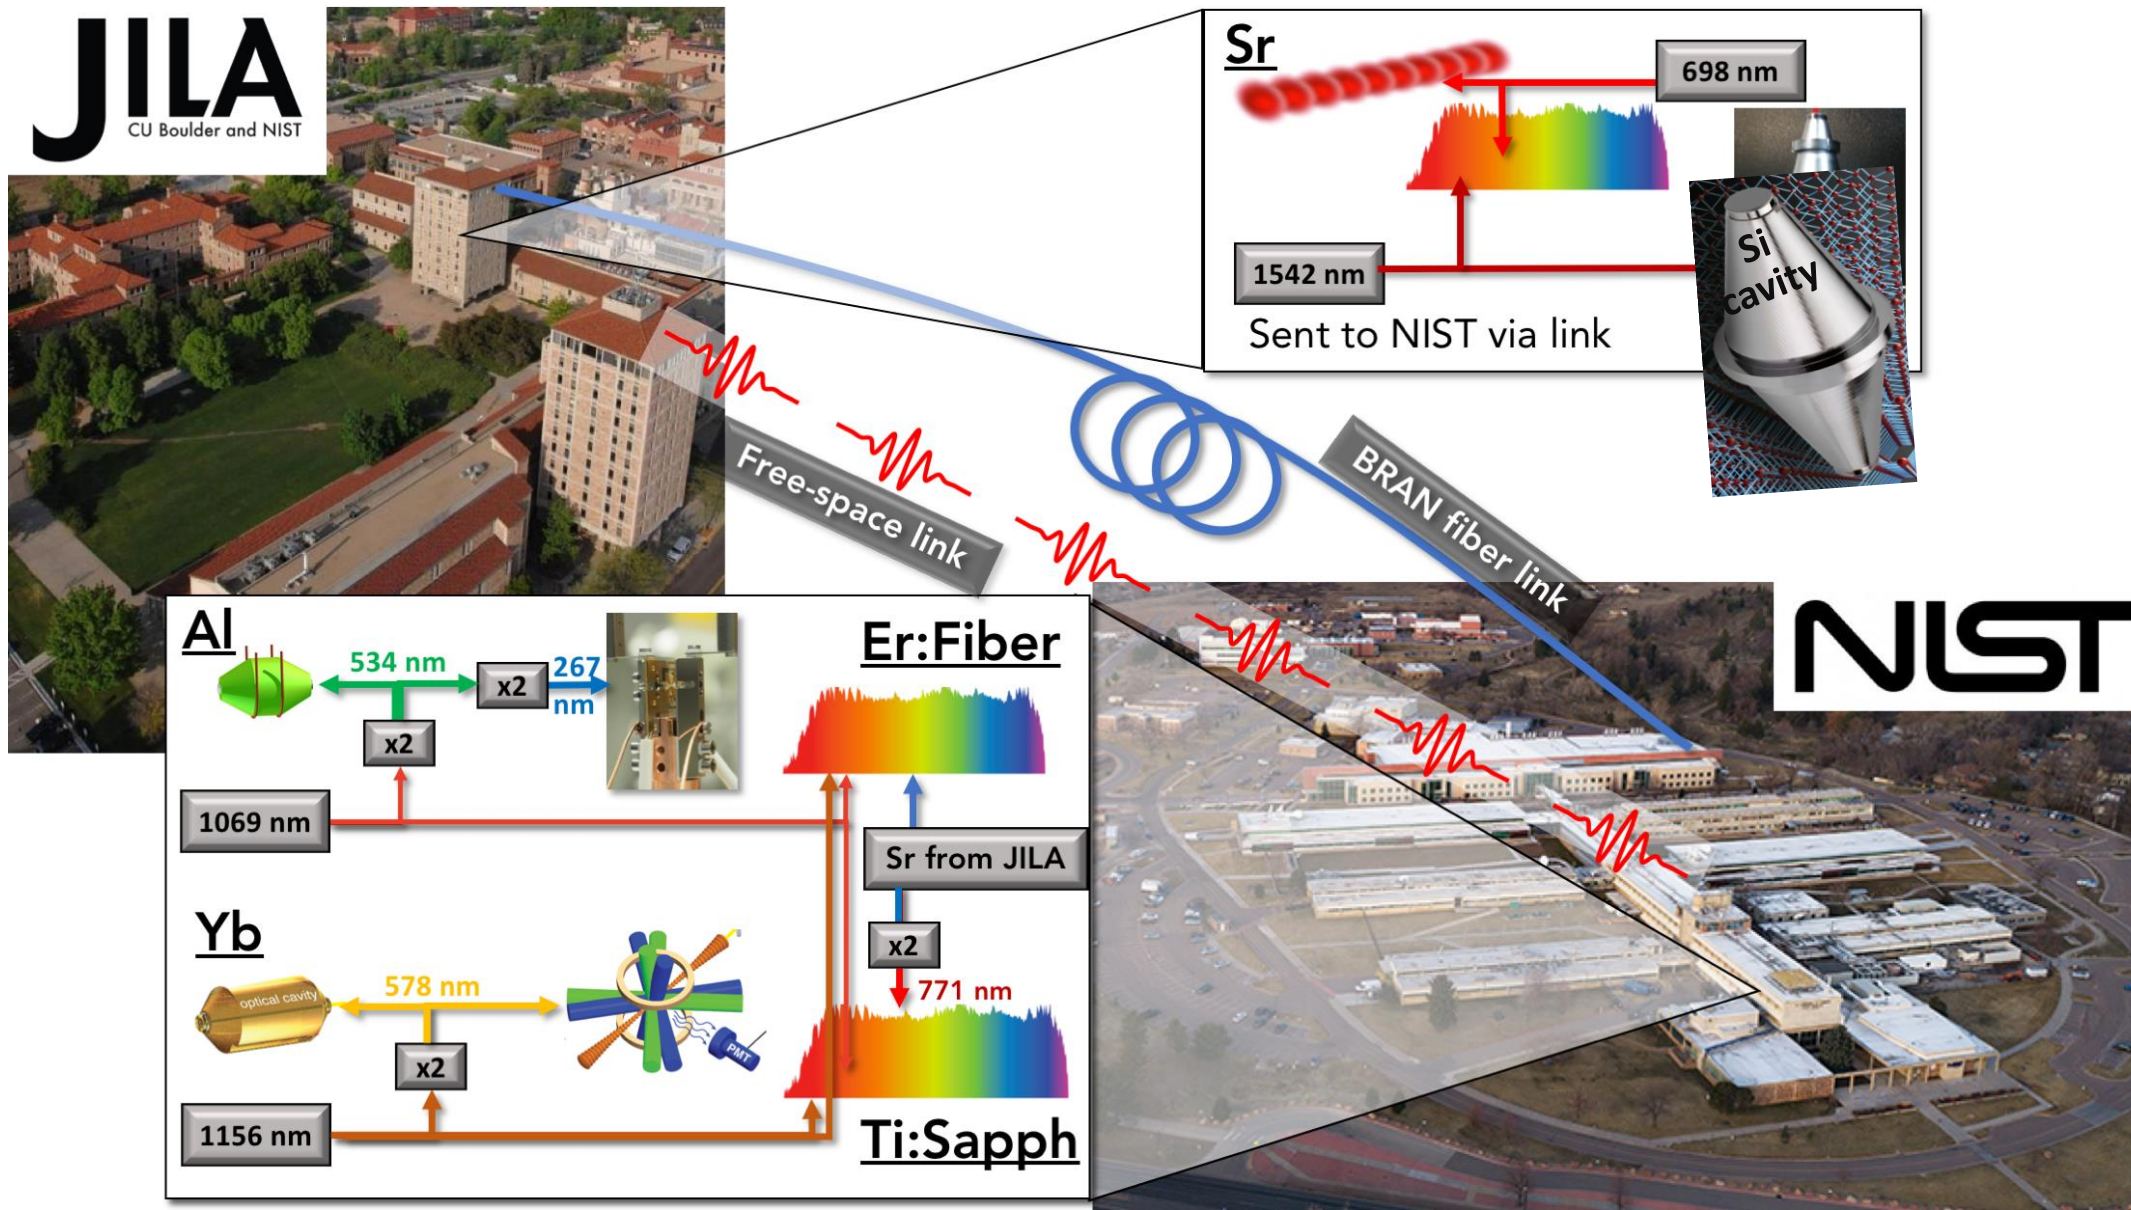 JILA
CU Boulder and NIST
Sr
698 nm
1542 nm
Si
cavity
Sent to NIST via link
Free-space link
BRAN fiber link
NIST
Al
534 nm
x2
267
nm
x2
1069 nm
Er:Fiber
Sr from JILA
x2
771 nm
Yb
optical cavity
578 nm
PMT
x2
1156 nm
Ti:Sapph